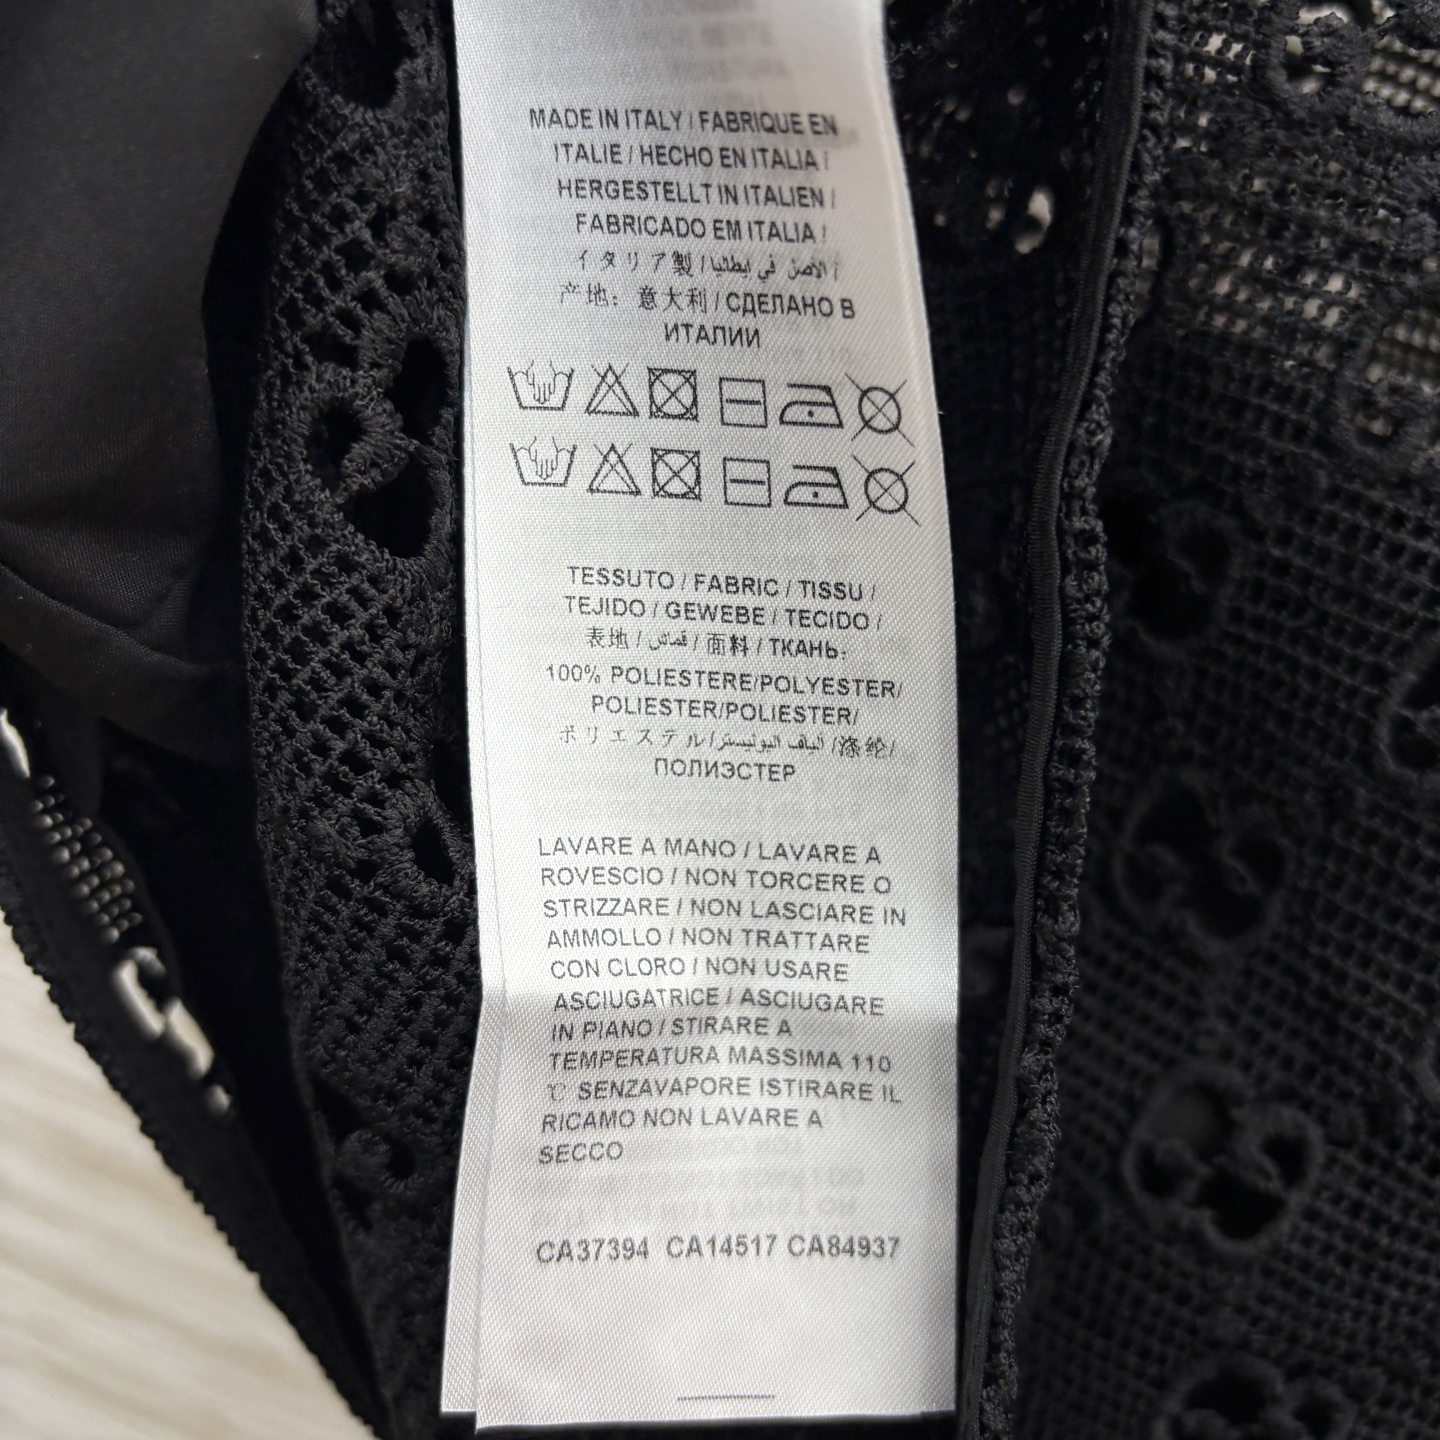 MADE IN ITALY / FABRIQUE EN
ITALIE / HECHO EN ITALIA /
HERGESTELLT IN ITALIEN /
FABRICADO EM ITALIA /
イタリア製 / الأصل في إيطاليا /
产地：意大利 / СДЕЛАНО В
ИТАЛИИ
TESSUTO / FABRIC / TISSU /
TEJIDO / GEWEBE / TECIDO /
表地 / قماش / 面料 / ТКАНЬ:
100% POLIESTERE/POLYESTER/
POLIESTER/POLIESTER/
ポリエステル/ألياف البوليستر/涤纶/
ПОЛИЭСТЕР
LAVARE A MANO / LAVARE A
ROVESCIO / NON TORCERE O
STRIZZARE / NON LASCIARE IN
AMMOLLO / NON TRATTARE
CON CLORO / NON USARE
ASCIUGATRICE / ASCIUGARE
IN PIANO / STIRARE A
TEMPERATURA MASSIMA 110
℃ SENZAVAPORE ISTIRARE IL
RICAMO NON LAVARE A
SECCO
CA37394 CA14517 CA84937